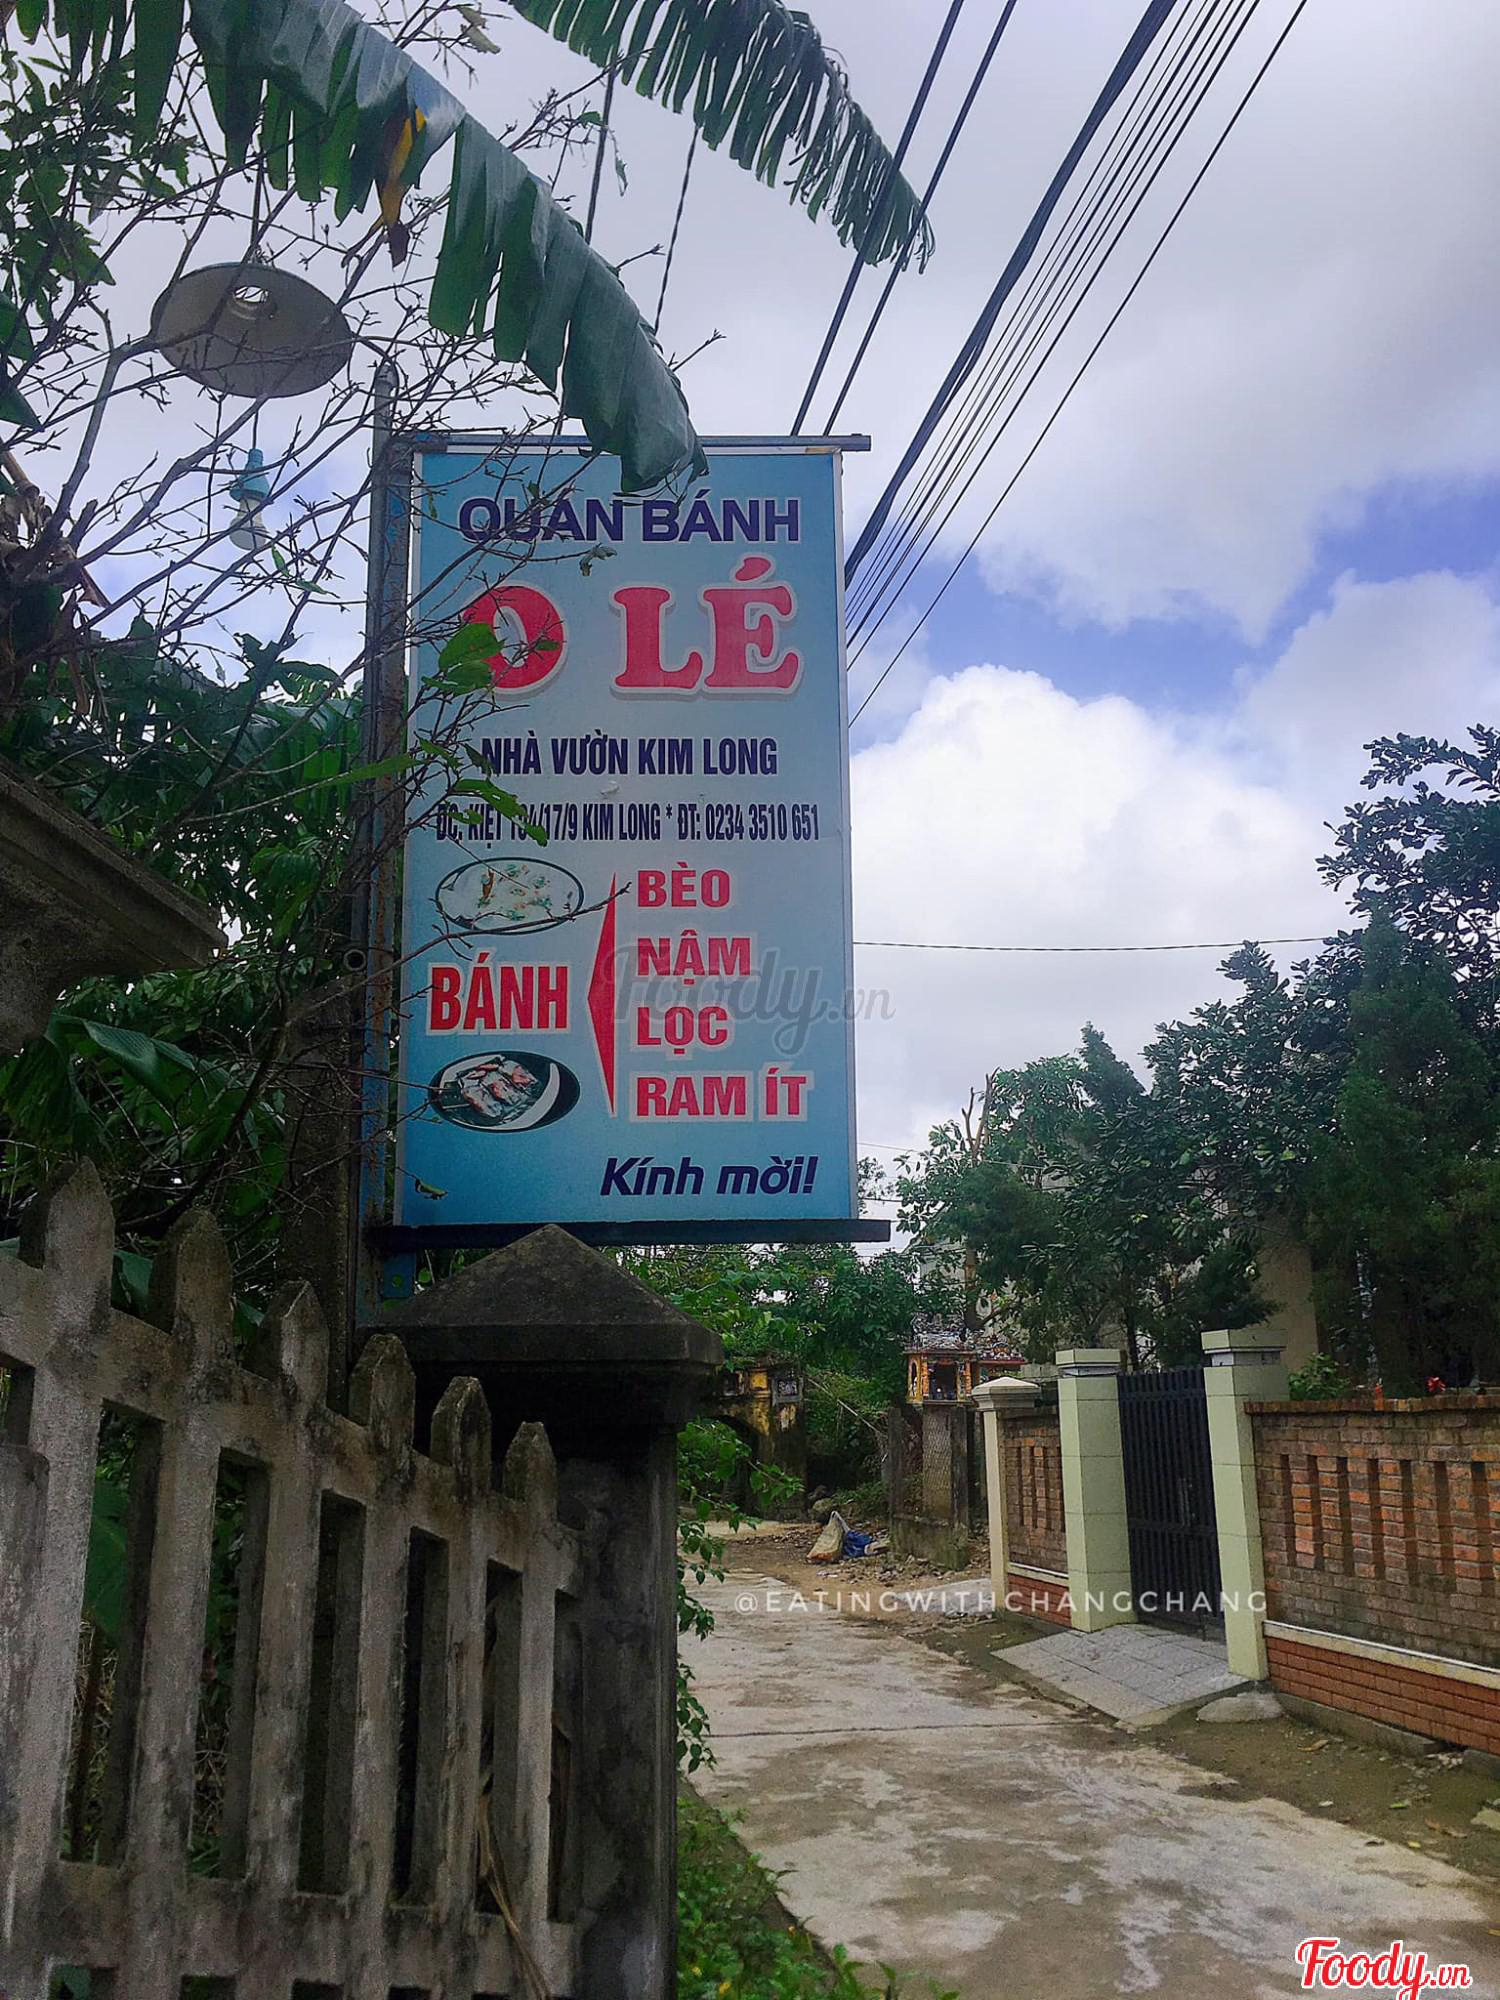 QUÁN BÁNH
O LÉ
NHÀ VƯỜN KIM LONG
ĐC: KIỆT 104/17/9 KIM LONG * ĐT: 0234 3510 651
BÁNH
BÈO
NẬM
LỌC
RAM ÍT
Kính mời!
Foody.vn
@EATINGWITHCHANGCHANG
Foody.vn